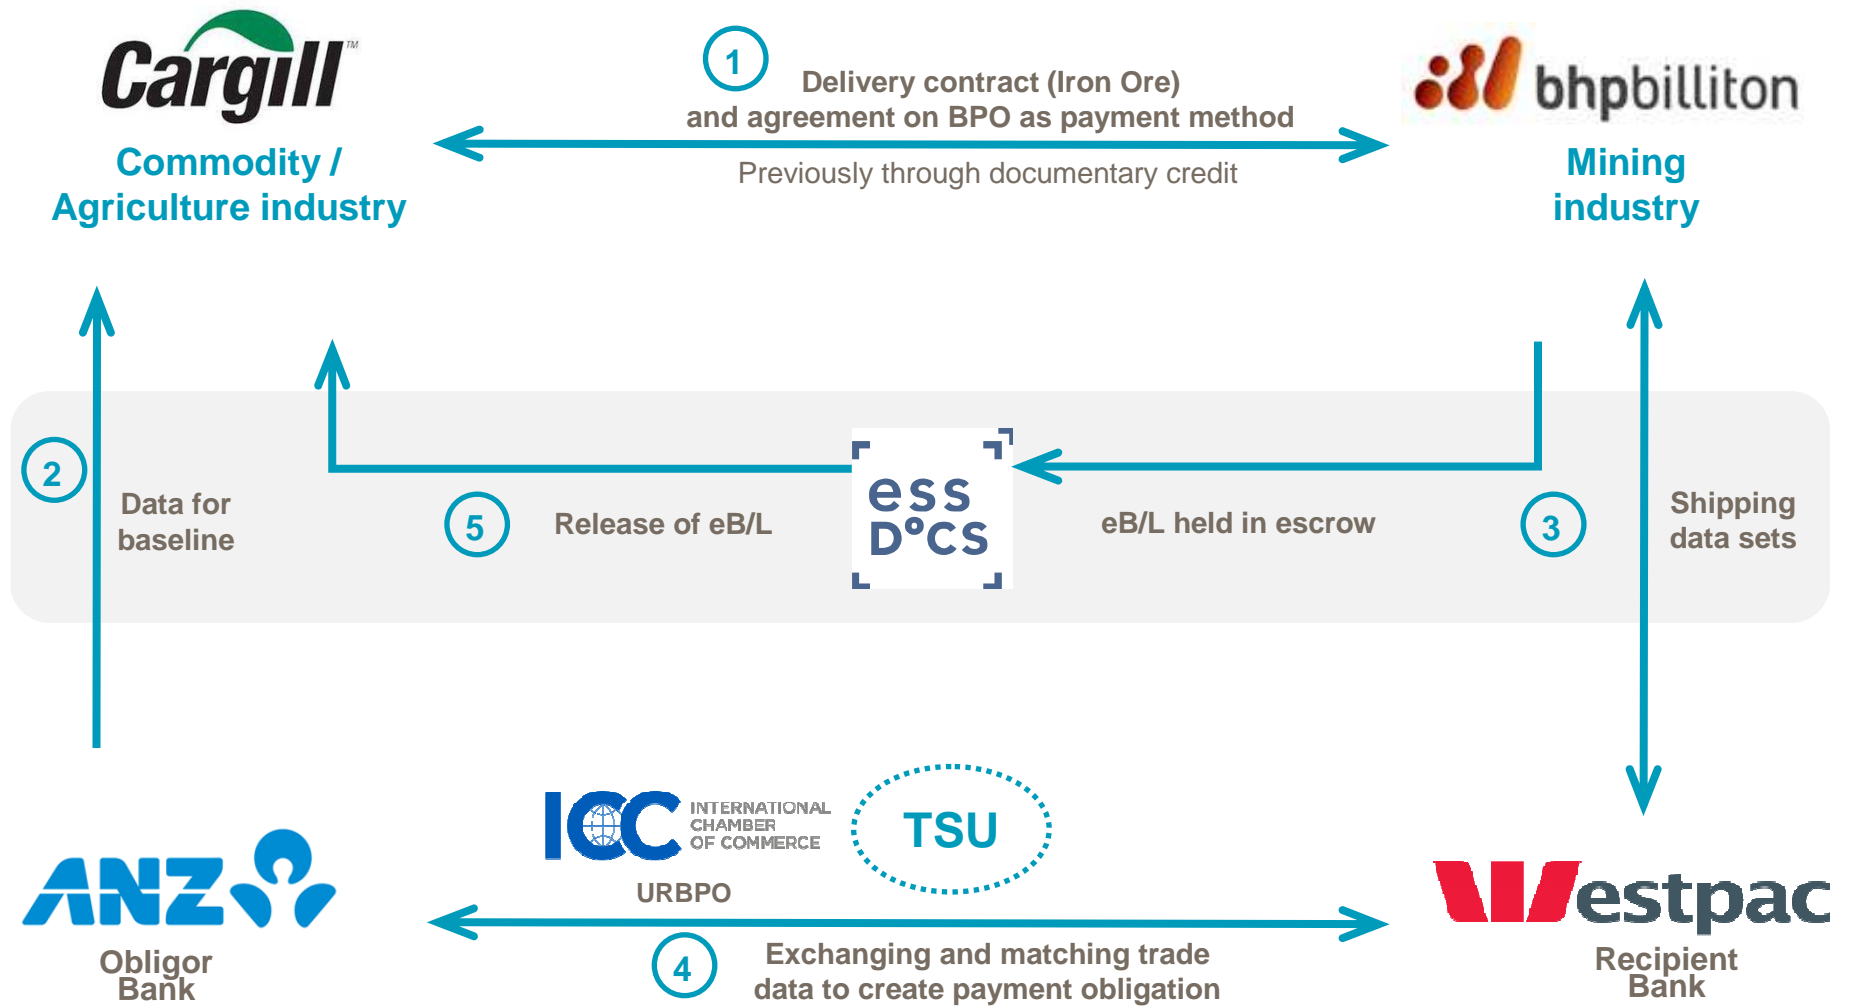 Cargill™
Commodity /
Agriculture industry
1
Delivery contract (Iron Ore)
and agreement on BPO as payment method
Previously through documentary credit
bhpbilliton
Mining
industry
2
Data for
baseline
5
Release of eB/L
ess
D°CS
eB/L held in escrow
3
Shipping
data sets
ANZ
Obligor
Bank
ICC INTERNATIONAL
CHAMBER
OF COMMERCE
URBPO
TSU
4
Exchanging and matching trade
data to create payment obligation
Westpac
Recipient
Bank